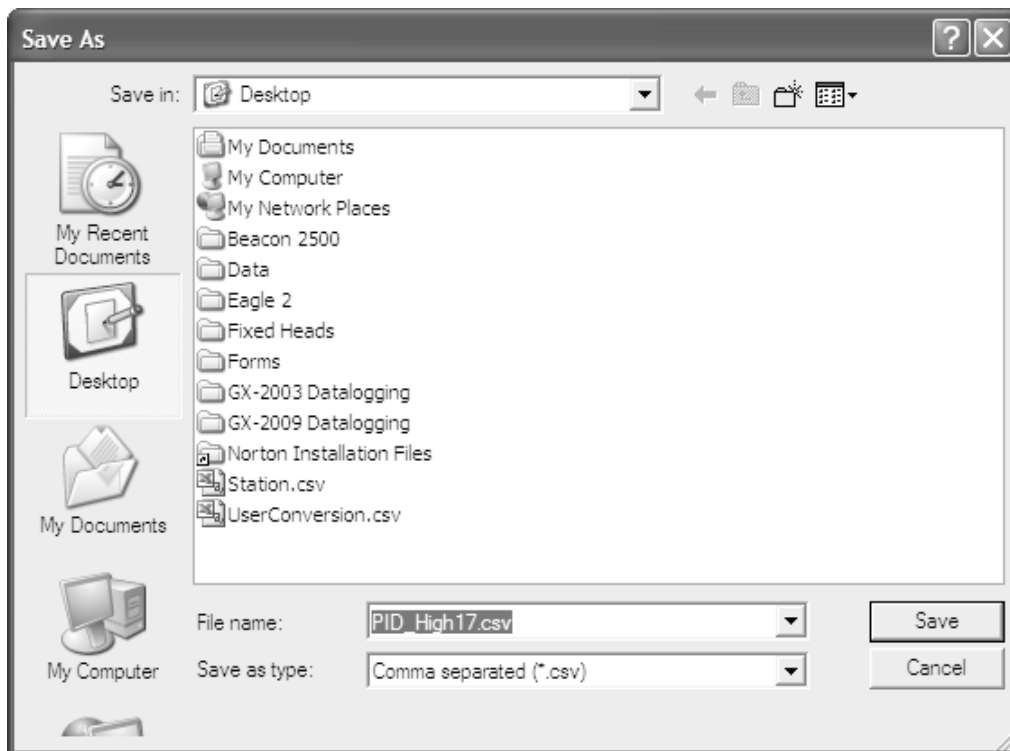 Save As
Save in: Desktop
My Recent
Documents
Desktop
My Documents
My Computer
My Documents
My Computer
My Network Places
Beacon 2500
Data
Eagle 2
Fixed Heads
Forms
GX-2003 Datalogging
GX-2009 Datalogging
Norton Installation Files
Station.csv
UserConversion.csv
File name: PID_High17.csv Save
Save as type: Comma separated (*.csv) Cancel